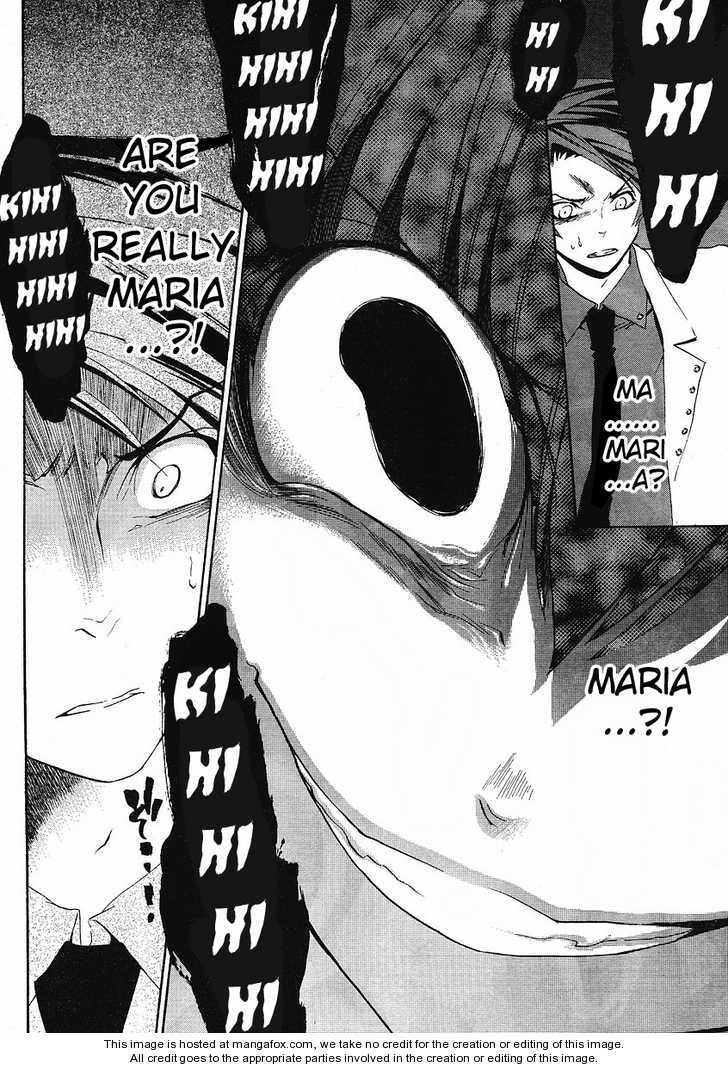 KI
HI
HI
HI
HI
MA
......
MARI
...A?
KIHI
HIHI
HIHI
HIHI
MARIA
...?!
ARE
YOU
REALLY
MARIA
...?!
KIHI
HIHI
HIHI
HIHI
KI
HI
HI
HI
HI
ゾ...
This image is hosted at mangafox.com, we take no credit for the creation or editing of this image.
All credit goes to the appropriate parties involved in the creation or editing of this image.